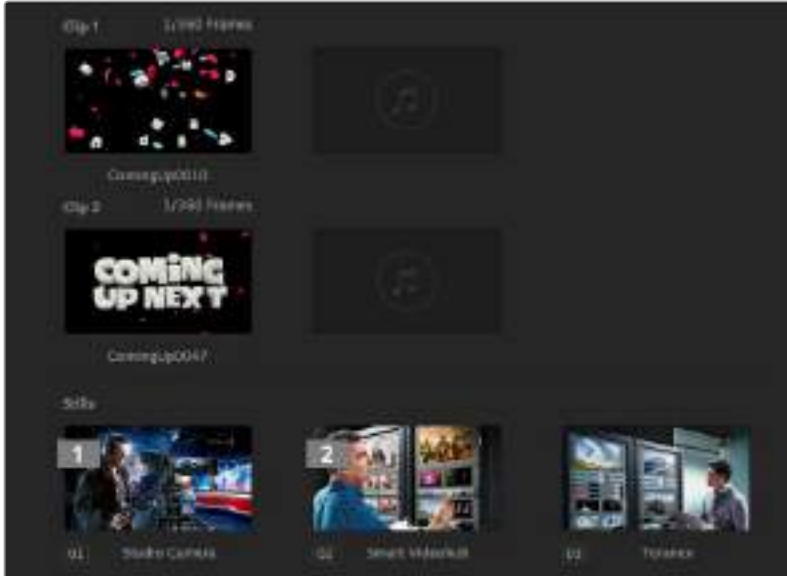 Clip 1
1/360 Frames
ComingUp0010
Clip 2
1/360 Frames
ComingUp0047
COMING
UP NEXT
Stills
1
2
01 Studio Camera
02 Smart Videohub
03 Teranex